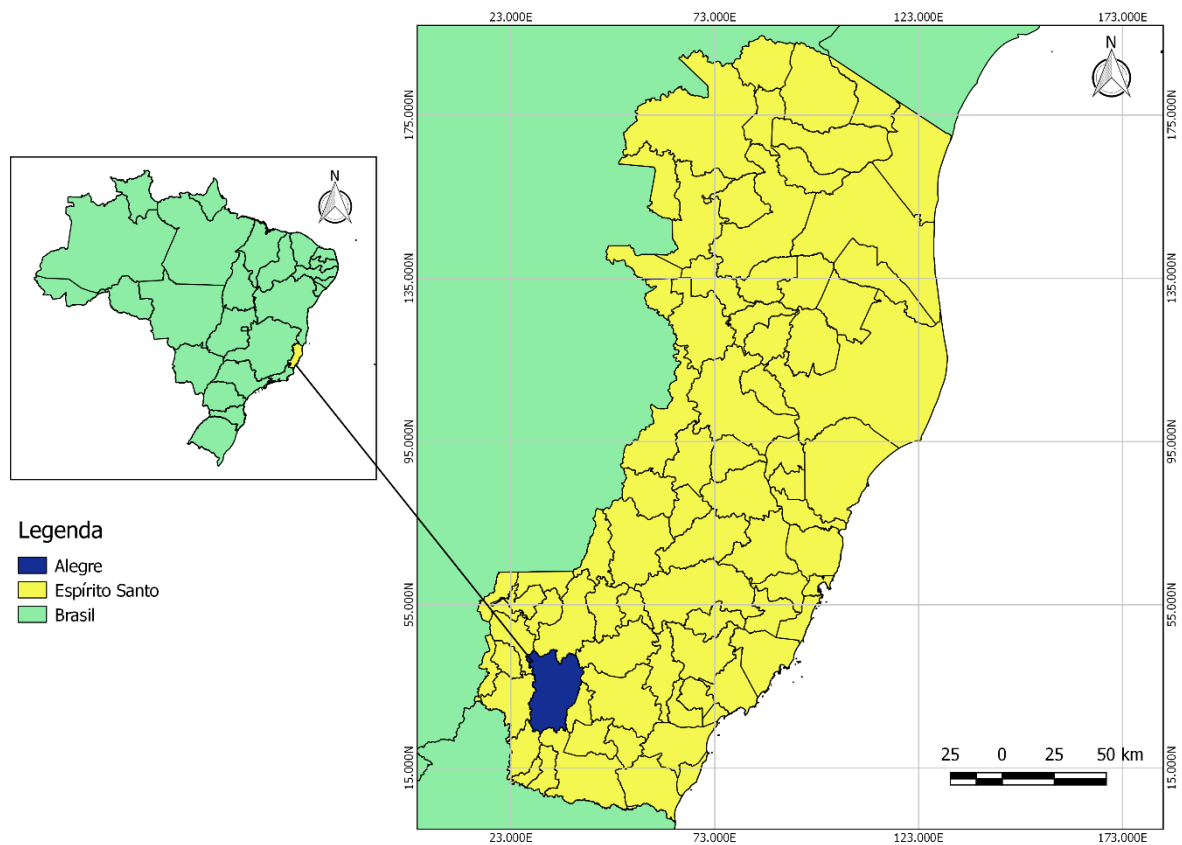 23.000E 73.000E 123.000E 173.000E
N
175.000N 175.000N
N
135.000N 135.000N
95.000N 95.000N
Legenda
Alegre
Espírito Santo
Brasil
55.000N 55.000N
25 0 25 50 km
15.000N 15.000N
23.000E 73.000E 123.000E 173.000E